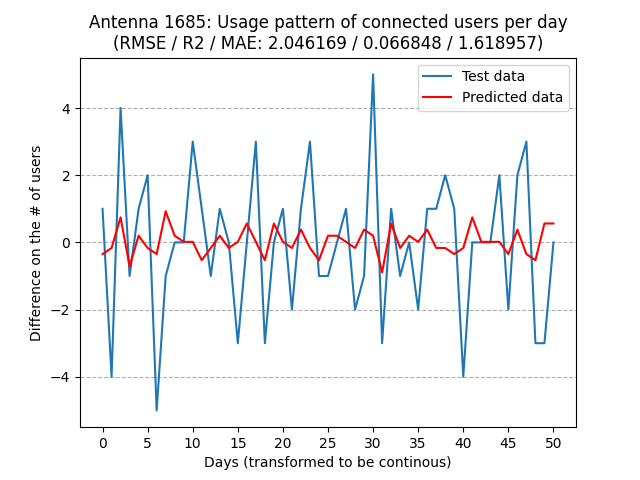 Antenna 1685: Usage pattern of connected users per day
(RMSE / R2 / MAE: 2.046169 / 0.066848 / 1.618957)
Test data
Predicted data
Difference on the # of users
4
2
0
−2
−4
0 5 10 15 20 25 30 35 40 45 50
Days (transformed to be continous)